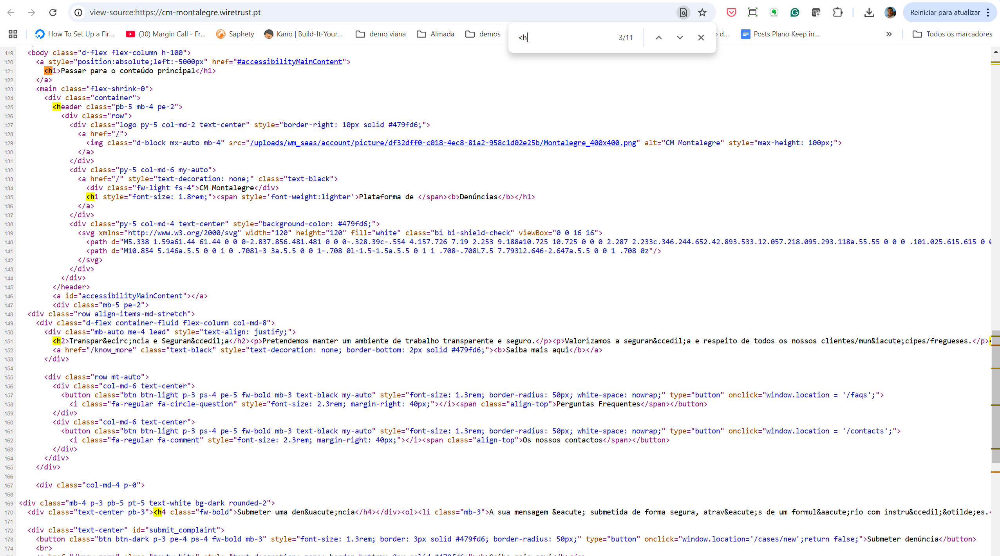 view-source:https://cm-montalegre.wiretrust.pt
Reiniciar para atualizar
How To Set Up a Fir...
(30) Margin Call - Fr...
Saphety
Kano | Build-It-Your...
demo viana
Almada
demos
<h
3/11
d...
Posts Plano Keep in...
Todos os marcadores
119 <body class="d-flex flex-column h-100">
120 <a style="position:absolute;left:-5000px" href="#accessibilityMainContent">
121 <h1>Passar para o conteúdo principal</h1>
122 </a>
123 <main class="flex-shrink-0">
124 <div class="container">
125 <header class="pb-5 mb-4 pe-2">
126 <div class="row">
127 <div class="logo py-5 col-md-2 text-center" style="border-right: 10px solid #479fd6;">
128 <a href="/">
129 <img class="d-block mx-auto mb-4" src="/uploads/wm_saas/account/picture/df32dff0-c018-4ec8-81a2-958c1d02e25b/Montalegre_400x400.png" alt="CM Montalegre" style="max-height: 100px;">
130 </a>
131 </div>
132 <div class="py-5 col-md-6 my-auto">
133 <a href="/" style="text-decoration: none;" class="text-black">
134 <div class="fw-light fs-4">CM Montalegre</div>
135 <h1 style="font-size: 1.8rem;"><span style='font-weight:lighter'>Plataforma de </span><b>Denúncias</b></h1>
136 </a>
137 </div>
138 <div class="py-5 col-md-4 text-center" style="background-color: #479fd6;">
139 <svg xmlns="http://www.w3.org/2000/svg" width="120" height="120" fill="white" class="bi bi-shield-check" viewBox="0 0 16 16">
140 <path d="M5.338 1.59a61.44 61.44 0 0 0-2.837.856.481.481 0 0 0-.328.39c-.554 4.157.726 7.19 2.253 9.188a10.725 10.725 0 0 0 2.287 2.233c.346.244.652.42.893.533.12.057.218.095.293.118a.55.55 0 0 0 .101.025.615.615 0 0
141 <path d="M10.854 5.146a.5.5 0 0 1 0 .708l-3 3a.5.5 0 0 1-.708 0l-1.5-1.5a.5.5 0 1 1 .708-.708L7.5 7.793l2.646-2.647a.5.5 0 0 1 .708 0z"/>
142 </svg>
143 </div>
144 </div>
145 </header>
146 <a id="accessibilityMainContent"></a>
147 <div class="mb-5 pe-2">
148 <div class="row align-items-md-stretch">
149 <div class="d-flex container-fluid flex-column col-md-8">
150 <div class="mb-auto me-4 lead" style="text-align: justify;">
151 <h2>Transpar&ecirc;ncia e Seguran&ccedil;a</h2><p>Pretendemos manter um ambiente de trabalho transparente e seguro.</p><p>Valorizamos a seguran&ccedil;a e respeito de todos os nossos clientes/mun&iacute;cipes/fregueses.</p><
152 <a href="/know_more" class="text-black" style="text-decoration: none; border-bottom: 2px solid #479fd6;"><b>Saiba mais aqui</b></a>
153 </div>
154
155 <div class="row mt-auto">
156 <div class="col-md-6 text-center">
157 <button class="btn btn-light p-3 ps-4 pe-5 fw-bold mb-3 text-black my-auto" style="font-size: 1.3rem; border-radius: 50px; white-space: nowrap;" type="button" onclick="window.location = '/faqs';">
158 <i class="fa-regular fa-circle-question" style="font-size: 2.3rem; margin-right: 40px;"></i><span class="align-top">Perguntas Frequentes</span></button>
159 </div>
160 <div class="col-md-6 text-center">
161 <button class="btn btn-light p-3 ps-4 pe-5 fw-bold mb-3 text-black my-auto" style="font-size: 1.3rem; border-radius: 50px; white-space: nowrap;" type="button" onclick="window.location = '/contacts';">
162 <i class="fa-regular fa-comment" style="font-size: 2.3rem; margin-right: 40px;"></i><span class="align-top">Os nossos contactos</span></button>
163 </div>
164 </div>
165 </div>
166
167 <div class="col-md-4 p-0">
168
169 <div class="mb-4 p-3 pb-5 pt-5 text-white bg-dark rounded-2">
170 <div class="text-center pb-3"><h4 class="fw-bold">Submeter uma den&uacute;ncia</h4></div><ol><li class="mb-3">A sua mensagem &eacute; submetida de forma segura, atrav&eacute;s de um formul&aacute;rio com instru&ccedil;&otilde;es.<
171
172 <div class="text-center" id="submit_complaint">
173 <button class="btn btn-dark p-3 pe-4 ps-4 fw-bold mb-3" style="font-size: 1.3rem; border: 3px solid #479fd6; border-radius: 50px;" type="button" onclick="window.location='/cases/new';return false;">Submeter denúncia</button>
174 <br>